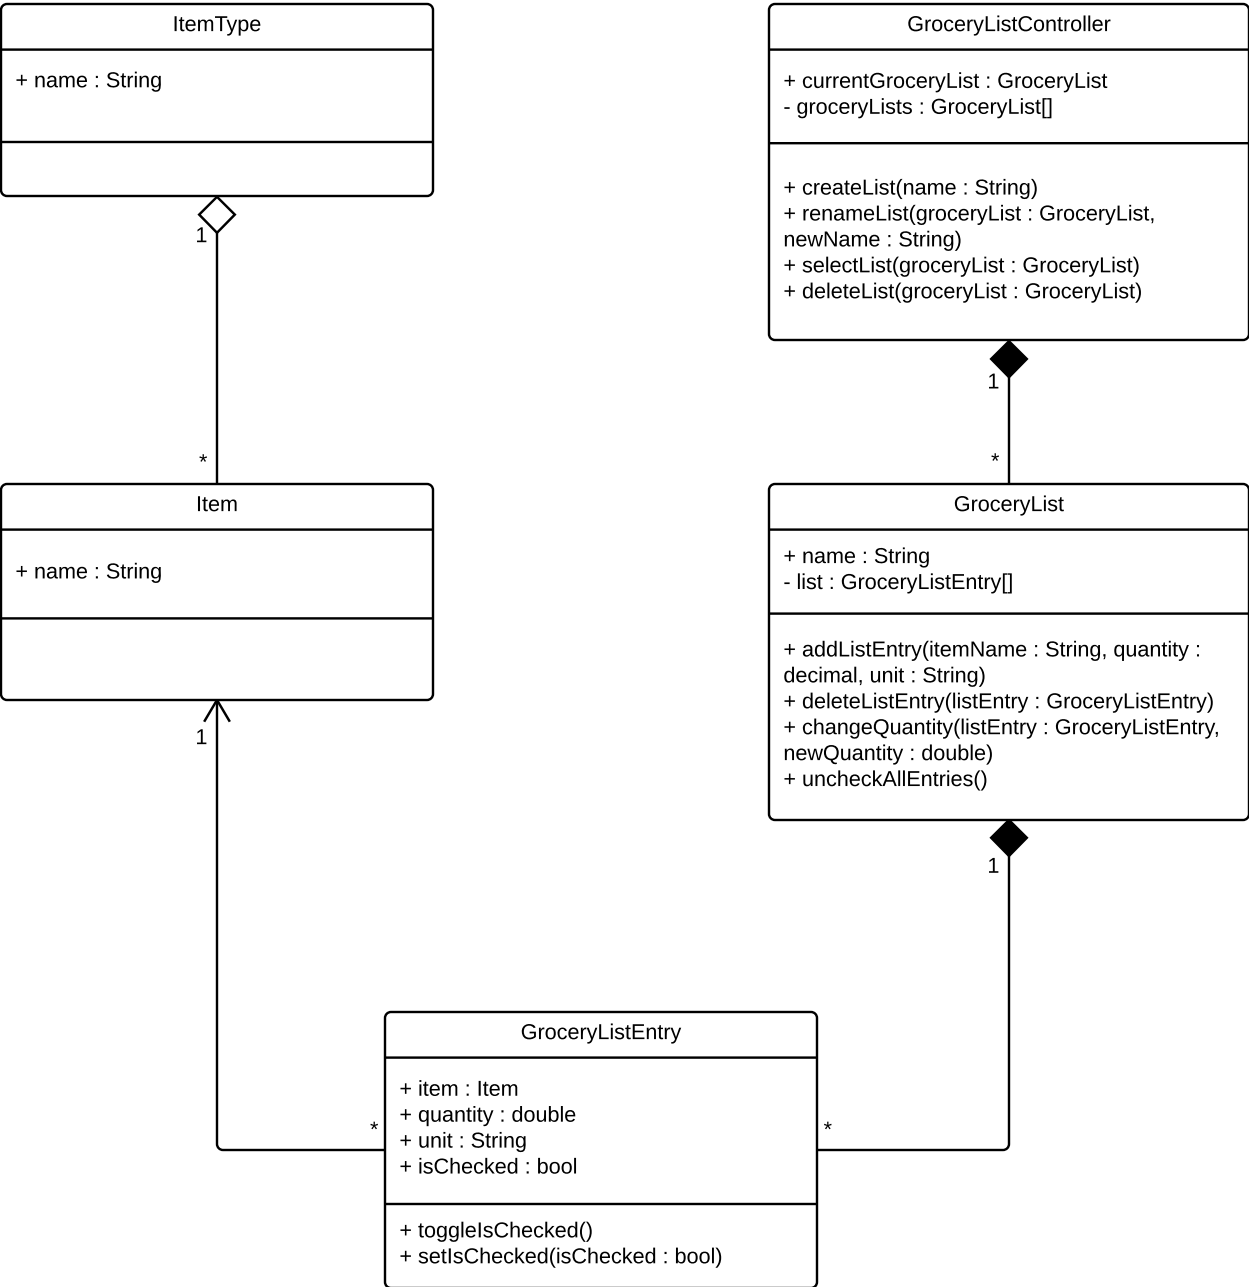 ItemType
+ name : String
1
*
Item
+ name : String
1
GroceryListController
+ currentGroceryList : GroceryList
- groceryLists : GroceryList[]
+ createList(name : String)
+ renameList(groceryList : GroceryList,
newName : String)
+ selectList(groceryList : GroceryList)
+ deleteList(groceryList : GroceryList)
1
*
GroceryList
+ name : String
- list : GroceryListEntry[]
+ addListEntry(itemName : String, quantity :
decimal, unit : String)
+ deleteListEntry(listEntry : GroceryListEntry)
+ changeQuantity(listEntry : GroceryListEntry,
newQuantity : double)
+ uncheckAllEntries()
1
GroceryListEntry
+ item : Item
+ quantity : double
+ unit : String
+ isChecked : bool
*
*
+ toggleIsChecked()
+ setIsChecked(isChecked : bool)